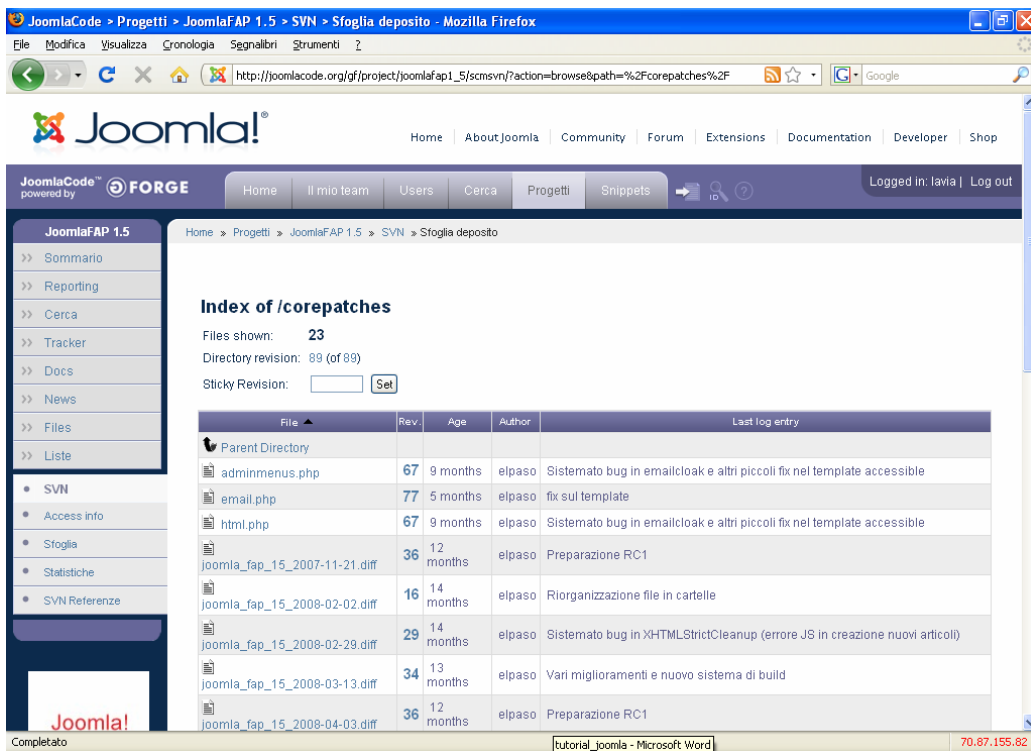 JoomlaCode > Progetti > JoomlaFAP 1.5 > SVN > Sfoglia deposito - Mozilla Firefox
File Modifica Visualizza Cronologia Segnalibri Strumenti ?
http://joomlacode.org/gf/project/joomlafap1_5/scmsvn/?action=browse&path=%2Fcorepatches%2F
G Google
Joomla!®
Home About Joomla Community Forum Extensions Documentation Developer Shop
JoomlaCode™ powered by GFORGE
Home Il mio team Users Cerca Progetti Snippets ID ?
Logged in: lavia | Log out
JoomlaFAP 1.5
Home » Progetti » JoomlaFAP 1.5 » SVN » Sfoglia deposito
Sommario
Reporting
Cerca
Tracker
Docs
News
Files
Liste
SVN
Access info
Sfoglia
Statistiche
SVN Referenze
Joomla!
Index of /corepatches
Files shown: 23
Directory revision: 89 (of 89)
Sticky Revision: Set
File Rev. Age Author Last log entry
Parent Directory
adminmenus.php 67 9 months elpaso Sistemato bug in emailcloak e altri piccoli fix nel template accessible
email.php 77 5 months elpaso fix sul template
html.php 67 9 months elpaso Sistemato bug in emailcloak e altri piccoli fix nel template accessible
joomla_fap_15_2007-11-21.diff 36 12 months elpaso Preparazione RC1
joomla_fap_15_2008-02-02.diff 16 14 months elpaso Riorganizzazione file in cartelle
joomla_fap_15_2008-02-29.diff 29 14 months elpaso Sistemato bug in XHTMLStrictCleanup (errore JS in creazione nuovi articoli)
joomla_fap_15_2008-03-13.diff 34 13 months elpaso Vari miglioramenti e nuovo sistema di build
joomla_fap_15_2008-04-03.diff 36 12 months elpaso Preparazione RC1
Completato
tutorial_joomla - Microsoft Word
70.87.155.82